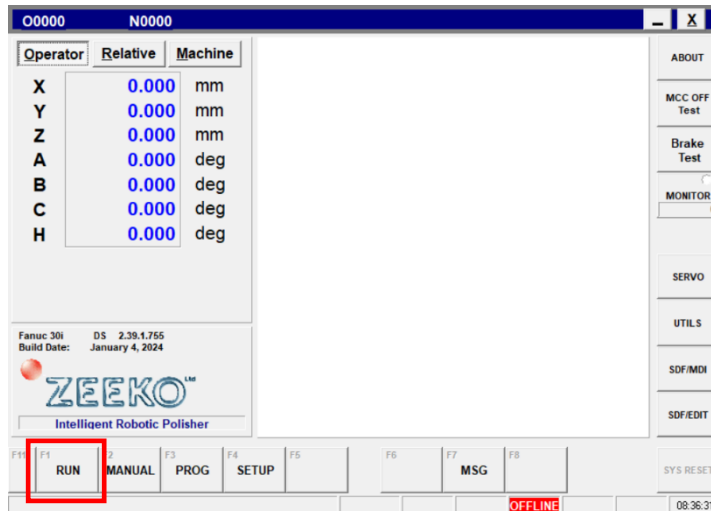 O0000 N0000
_ X
Operator Relative Machine
X 0.000 mm
Y 0.000 mm
Z 0.000 mm
A 0.000 deg
B 0.000 deg
C 0.000 deg
H 0.000 deg
Fanuc 30i DS 2.39.1.755
Build Date: January 4, 2024
ZEEKO™
Intelligent Robotic Polisher
ABOUT
MCC OFF
Test
Brake
Test
MONITOR
SERVO
UTILS
SDF/MDI
SDF/EDIT
SYS RESET
F11 F1 F2 F3 F4 F5 F6 F7 F8
RUN MANUAL PROG SETUP MSG
OFFLINE 08:36:31